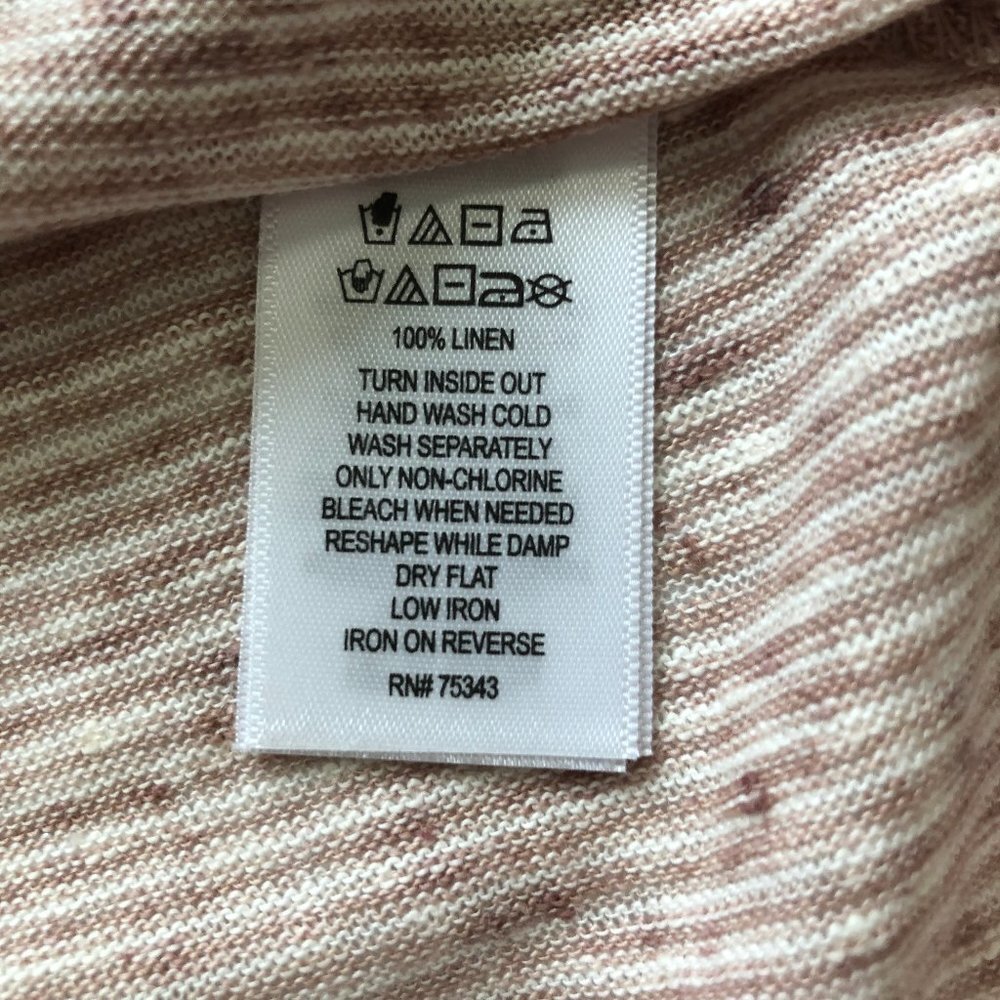 100% LINEN
TURN INSIDE OUT
HAND WASH COLD
WASH SEPARATELY
ONLY NON-CHLORINE
BLEACH WHEN NEEDED
RESHAPE WHILE DAMP
DRY FLAT
LOW IRON
IRON ON REVERSE
RN# 75343